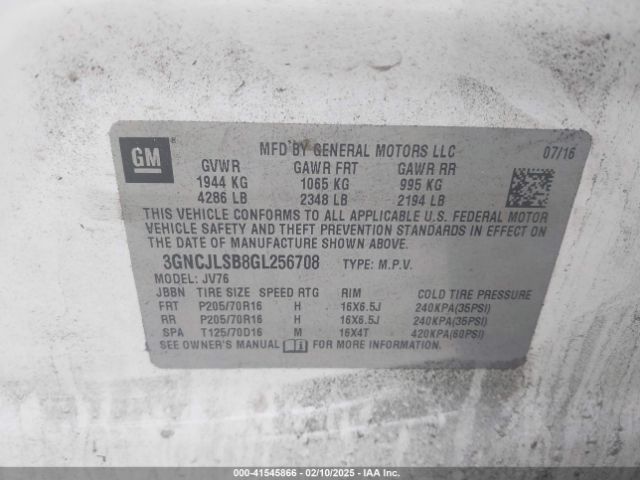 GM
MFD BY GENERAL MOTORS LLC 07/16
GVWR GAWR FRT GAWR RR
1944 KG 1065 KG 995 KG
4286 LB 2348 LB 2194 LB
THIS VEHICLE CONFORMS TO ALL APPLICABLE U.S. FEDERAL MOTOR
VEHICLE SAFETY AND THEFT PREVENTION STANDARDS IN EFFECT ON
THE DATE OF MANUFACTURE SHOWN ABOVE.
3GNCJLSB8GL256708 TYPE: M.P.V.
MODEL: JV76
JBBN TIRE SIZE SPEED RTG RIM COLD TIRE PRESSURE
FRT P205/70R16 H 16X6.5J 240KPA(35PSI)
RR P205/70R16 H 16X6.5J 240KPA(35PSI)
SPA T125/70D16 M 16X4T 420KPA(60PSI)
SEE OWNER'S MANUAL FOR MORE INFORMATION.
000-41545866 - 02/10/2025 - IAA Inc.